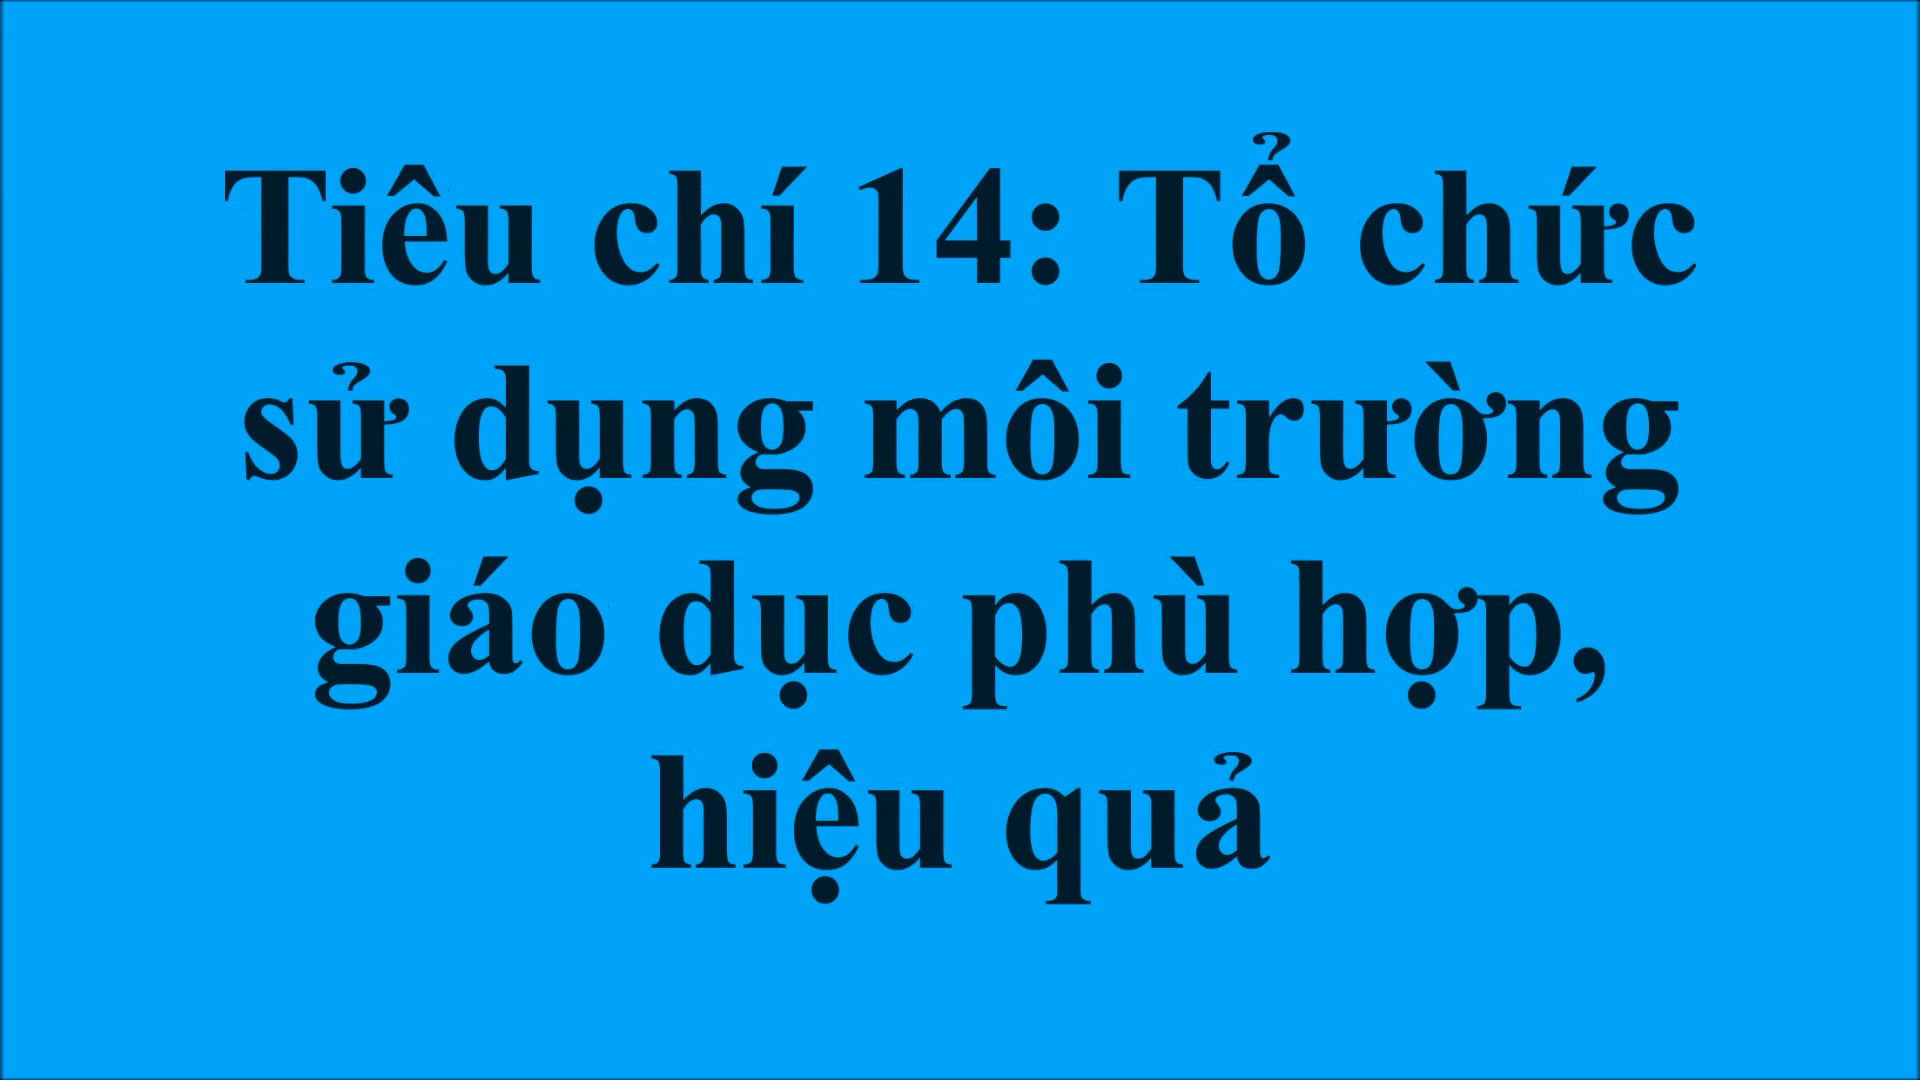 Tiêu chí 14: Tổ chức
sử dụng môi trường
giáo dục phù hợp,
hiệu quả